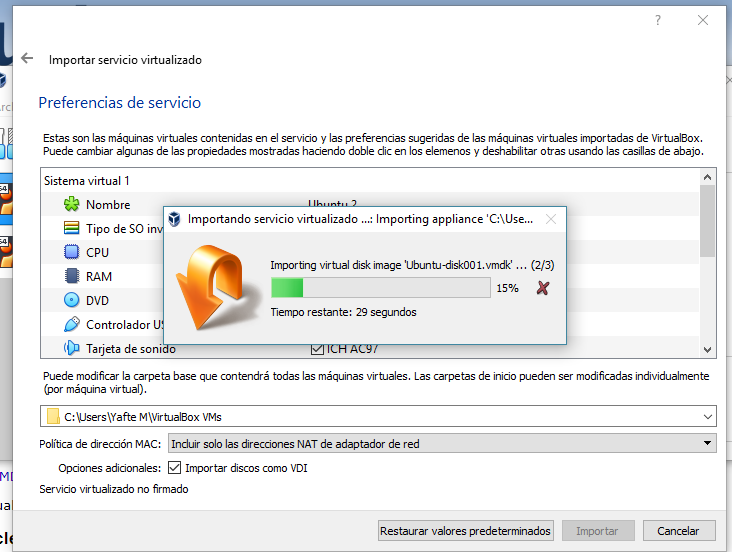 ?
Importar servicio virtualizado
Preferencias de servicio
Estas son las máquinas virtuales contenidas en el servicio y las preferencias sugeridas de las máquinas virtuales importadas de VirtualBox.
Puede cambiar algunas de las propiedades mostradas haciendo doble clic en los elemenos y deshabilitar otras usando las casillas de abajo.
Sistema virtual 1
Nombre
Ubuntu 2
Tipo de SO inv
CPU
RAM
DVD
Controlador US
Tarjeta de sonido
ICH AC97
Importando servicio virtualizado ...: Importing appliance 'C:\Use...
Importing virtual disk image 'Ubuntu-disk001.vmdk' ... (2/3)
15%
Tiempo restante: 29 segundos
Puede modificar la carpeta base que contendrá todas las máquinas virtuales. Las carpetas de inicio pueden ser modificadas individualmente
(por máquina virtual).
C:\Users\Yafte M\VirtualBox VMs
Política de dirección MAC: Incluir solo las direcciones NAT de adaptador de red
Opciones adicionales: Importar discos como VDI
Servicio virtualizado no firmado
Restaurar valores predeterminados Importar Cancelar